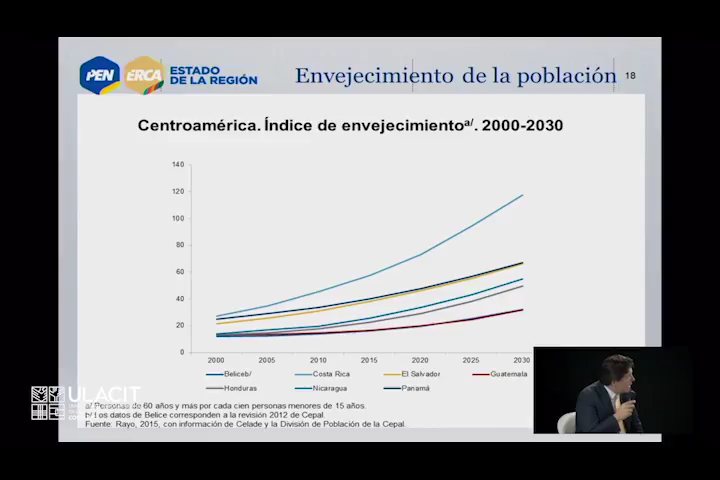 PEN ERCA ESTADO
DE LA REGIÓN
Envejecimiento de la población 18
Centroamérica. Índice de envejecimientoa/. 2000-2030
140
120
100
80
60
40
20
0
2000 2005 2010 2015 2020 2025 2030
Beliceb/ Costa Rica El Salvador Guatemala
Honduras Nicaragua Panamá
a/ Personas de 60 años y más por cada cien personas menores de 15 años.
b/ Los datos de Belice corresponden a la revisión 2012 de Cepal.
Fuente: Rayo, 2015, con información de Celade y la División de Población de la Cepal.
ULACIT